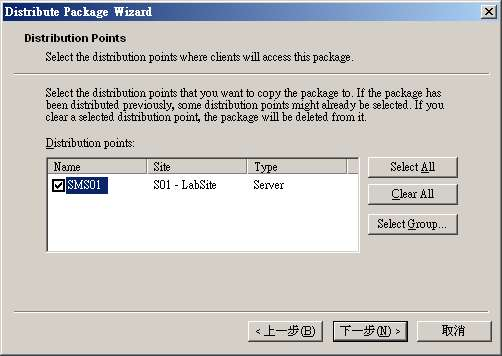 Distribute Package Wizard
Distribution Points
Select the distribution points where clients will access this package.
Select the distribution points that you want to copy the package to. If the package has
been distributed previously, some distribution points might already be selected. If you
clear a selected distribution point, the package will be deleted from it.
Distribution points:
Name Site Type
SMS01 S01 - LabSite Server
Select All
Clear All
Select Group...
< 上一步(B) 下一步(N) > 取消